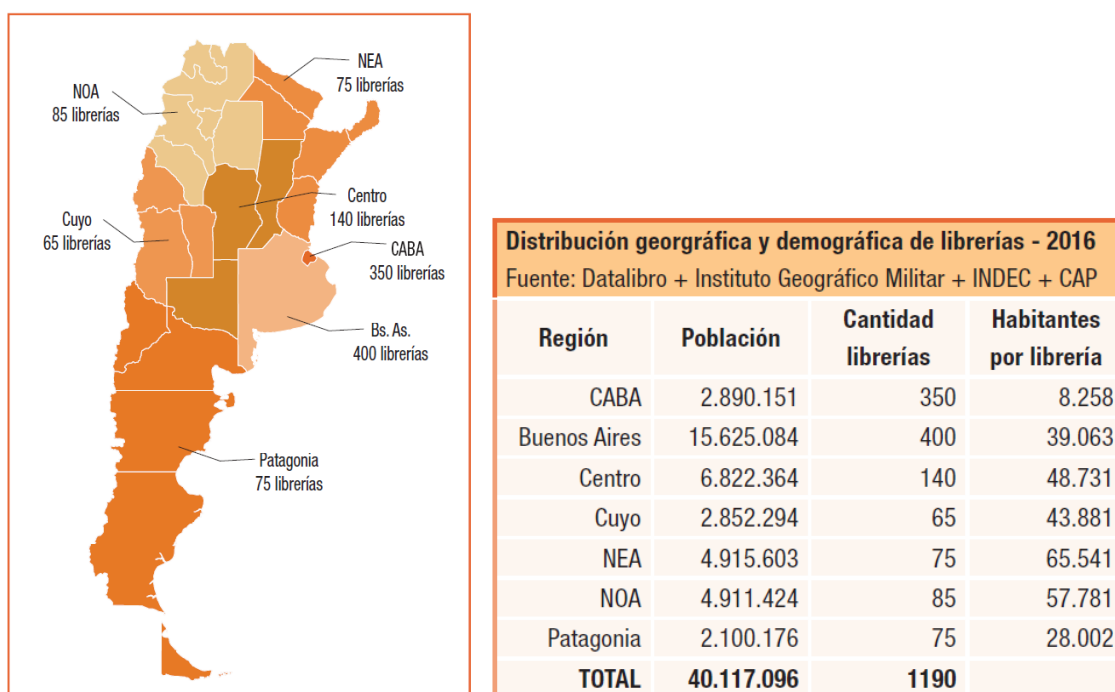 NEA
75 librerías
NOA
85 librerías
Centro
140 librerías
Cuyo
65 librerías
CABA
350 librerías
Bs. As.
400 librerías
Patagonia
75 librerías
Distribución georgráfica y demográfica de librerías - 2016
Fuente: Datalibro + Instituto Geográfico Militar + INDEC + CAP
Región Población Cantidad librerías Habitantes por librería
CABA 2.890.151 350 8.258
Buenos Aires 15.625.084 400 39.063
Centro 6.822.364 140 48.731
Cuyo 2.852.294 65 43.881
NEA 4.915.603 75 65.541
NOA 4.911.424 85 57.781
Patagonia 2.100.176 75 28.002
TOTAL 40.117.096 1190